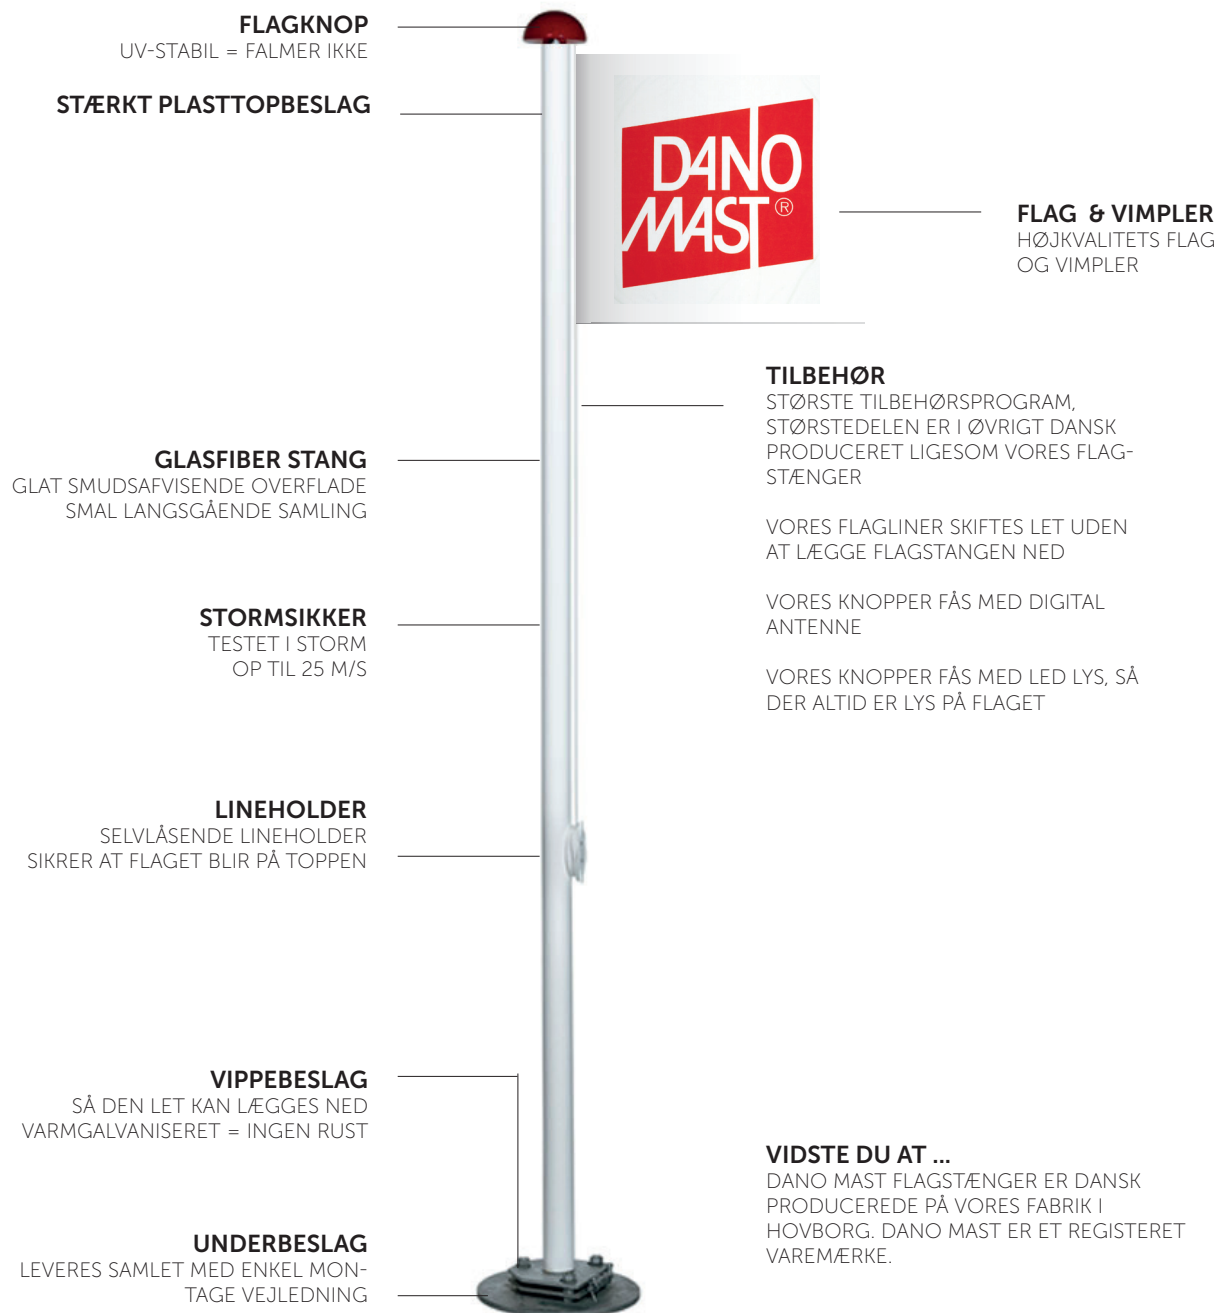 FLAGKNOP
UV-STABIL = FALMER IKKE
STÆRKT PLASTTOPBESLAG
DANO
MAST®
FLAG & VIMPLER
HØJKVALITETS FLAG
OG VIMPLER
TILBEHØR
STØRSTE TILBEHØRSPROGRAM,
STØRSTEDELEN ER I ØVRIGT DANSK
PRODUCERET LIGESOM VORES FLAG-
STÆNGER
VORES FLAGLINER SKIFTES LET UDEN
AT LÆGGE FLAGSTANGEN NED
VORES KNOPPER FÅS MED DIGITAL
ANTENNE
VORES KNOPPER FÅS MED LED LYS, SÅ
DER ALTID ER LYS PÅ FLAGET
GLASFIBER STANG
GLAT SMUDSAFVISENDE OVERFLADE
SMAL LANGSGÅENDE SAMLING
STORMSIKKER
TESTET I STORM
OP TIL 25 M/S
LINEHOLDER
SELVLÅSENDE LINEHOLDER
SIKRER AT FLAGET BLIR PÅ TOPPEN
VIPPEBESLAG
SÅ DEN LET KAN LÆGGES NED
VARMGALVANISERET = INGEN RUST
UNDERBESLAG
LEVERES SAMLET MED ENKEL MON-
TAGE VEJLEDNING
VIDSTE DU AT ...
DANO MAST FLAGSTÆNGER ER DANSK
PRODUCEREDE PÅ VORES FABRIK I
HOVBORG. DANO MAST ER ET REGISTERET
VAREMÆRKE.